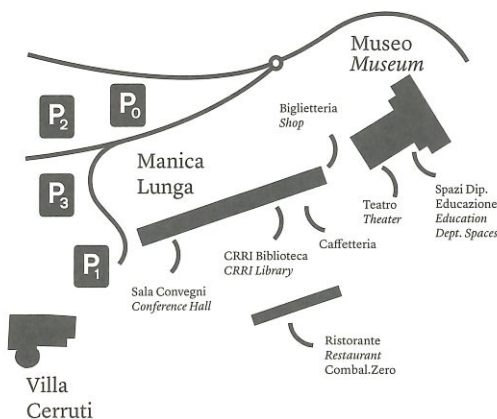 Museo
Museum
Biglietteria
Shop
P0
P2
Manica
Lunga
P3
Teatro
Theater
Spazi Dip.
Educazione
Education
Dept. Spaces
Caffetteria
CRRI Biblioteca
CRRI Library
P1
Sala Convegni
Conference Hall
Ristorante
Restaurant
Combal.Zero
Villa
Cerruti